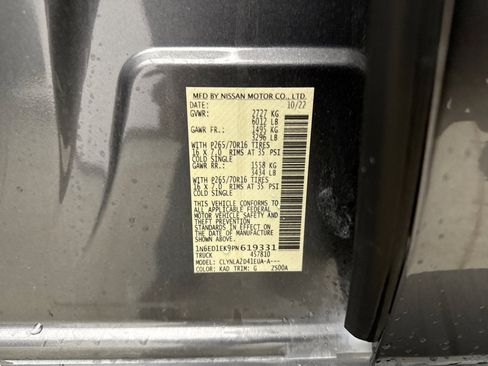 MFD BY NISSAN MOTOR CO., LTD.
DATE: 10/22
GVWR: 2727 KG
6012 LB
GAWR FR.: 1495 KG
3296 LB
WITH P265/70R16 TIRES
16 X 7.0 RIMS AT 35 PSI
COLD SINGLE
GAWR RR.: 1558 KG
3434 LB
WITH P265/70R16 TIRES
16 X 7.0 RIMS AT 35 PSI
COLD SINGLE
THIS VEHICLE CONFORMS TO
ALL APPLICABLE FEDERAL
MOTOR VEHICLE SAFETY
AND THEFT PREVENTION
STANDARDS IN EFFECT ON
THE DATE OF MANUFACTURE
SHOWN ABOVE.
1N6ED1EK9PN619331
TRUCK 457810
MODEL: CLYNLAZD41EUA-A---
COLOR: KAD TRIM: G 2500A